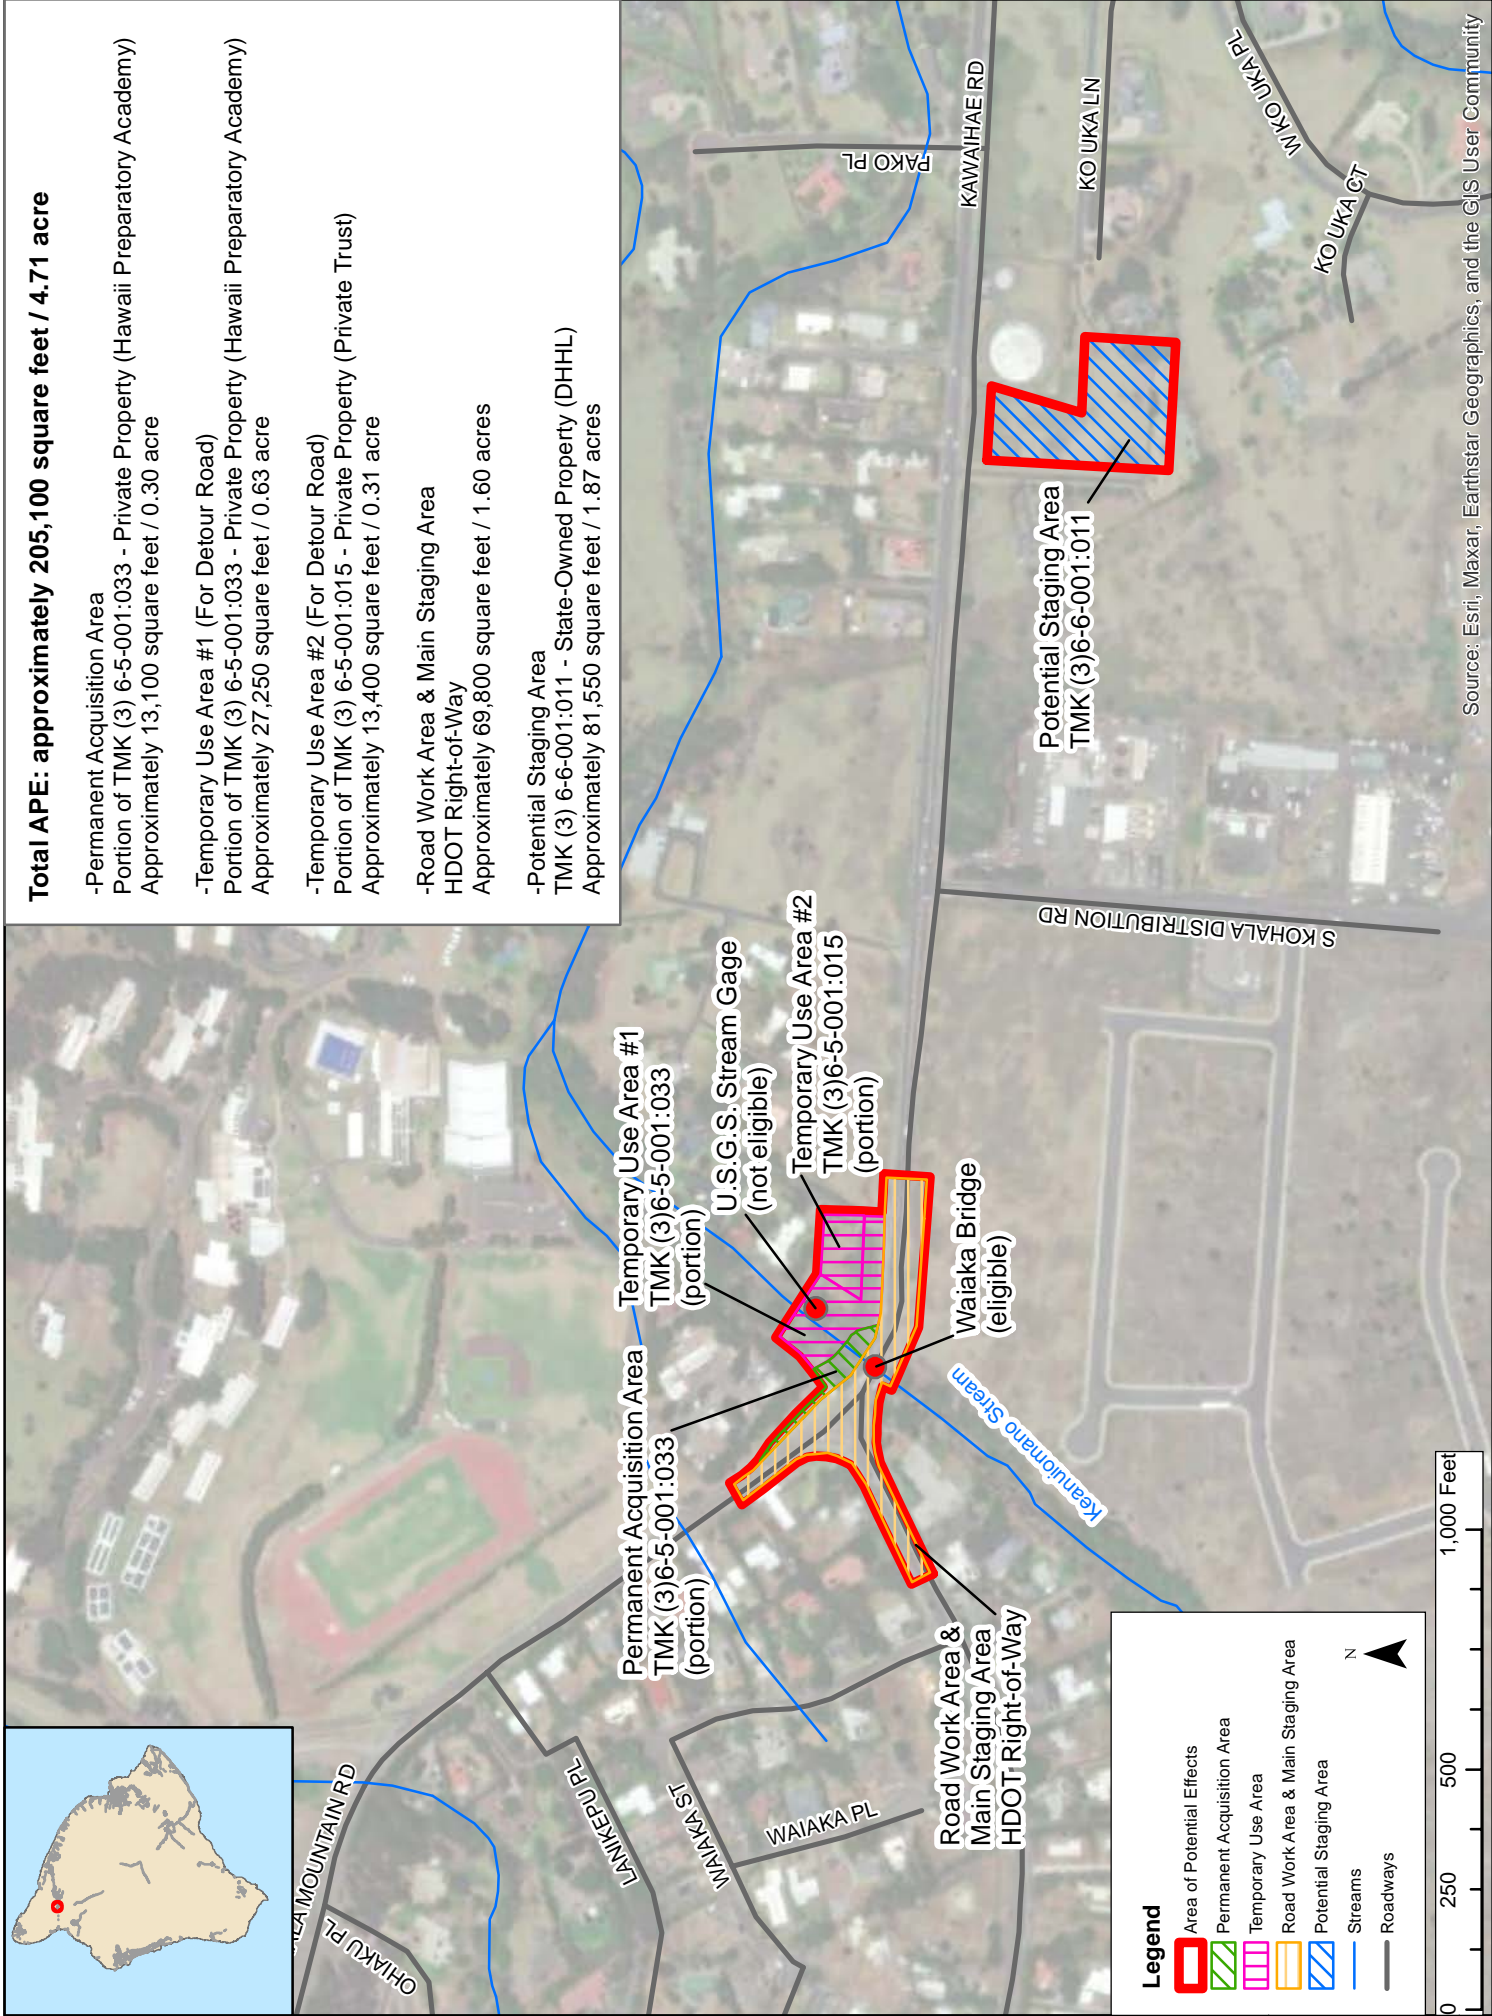 Total APE: approximately 205,100 square feet / 4.71 acre
-Permanent Acquisition Area
Portion of TMK (3) 6-5-001:033 - Private Property (Hawaii Preparatory Academy)
Approximately 13,100 square feet / 0.30 acre
-Temporary Use Area #1 (For Detour Road)
Portion of TMK (3) 6-5-001:033 - Private Property (Hawaii Preparatory Academy)
Approximately 27,250 square feet / 0.63 acre
-Temporary Use Area #2 (For Detour Road)
Portion of TMK (3) 6-5-001:015 - Private Property (Private Trust)
Approximately 13,400 square feet / 0.31 acre
-Road Work Area & Main Staging Area
HDOT Right-of-Way
Approximately 69,800 square feet / 1.60 acres
-Potential Staging Area
TMK (3) 6-6-001:011 - State-Owned Property (DHHL)
Approximately 81,550 square feet / 1.87 acres
MOUNTAIN RD
OHIAKU PL
LANIKEPU PL
WAIAKA ST
WAIAKA PL
Permanent Acquisition Area
TMK (3)6-5-001:033
(portion)
Temporary Use Area #1
TMK (3)6-5-001:033
(portion)
U.S.G.S. Stream Gage
(not eligible)
Temporary Use Area #2
TMK (3)6-5-001:015
(portion)
Waiaka Bridge
(eligible)
Keanuiomano Stream
Road Work Area &
Main Staging Area
HDOT Right-of-Way
S KOHALA DISTRIBUTION RD
Potential Staging Area
TMK (3)6-6-001:011
PAKO PL
KAWAIHAE RD
KO UKA LN
W KO UKA PL
KO UKA CT
Legend
Area of Potential Effects
Permanent Acquisition Area
Temporary Use Area
Road Work Area & Main Staging Area
Potential Staging Area
Streams
Roadways
N
0 250 500 1,000 Feet
Source: Esri, Maxar, Earthstar Geographics, and the GIS User Community